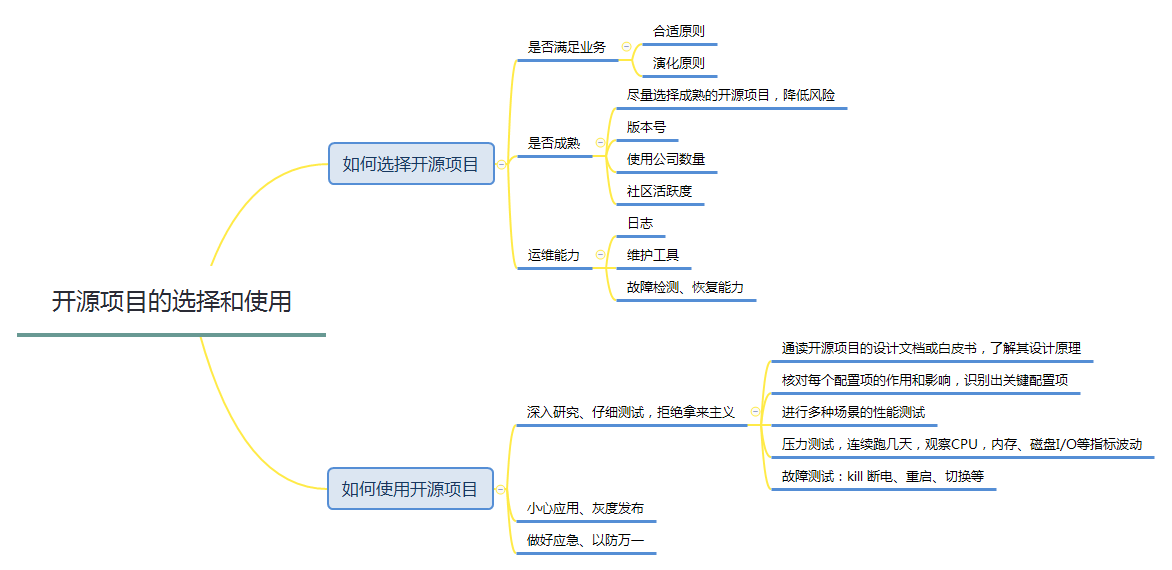 开源项目的选择和使用
如何选择开源项目
是否满足业务
合适原则
演化原则
是否成熟
尽量选择成熟的开源项目，降低风险
版本号
使用公司数量
社区活跃度
运维能力
日志
维护工具
故障检测、恢复能力
如何使用开源项目
深入研究、仔细测试，拒绝拿来主义
通读开源项目的设计文档或白皮书，了解其设计原理
核对每个配置项的作用和影响，识别出关键配置项
进行多种场景的性能测试
压力测试，连续跑几天，观察CPU，内存、磁盘I/O等指标波动
故障测试：kill 断电、重启、切换等
小心应用、灰度发布
做好应急、以防万一